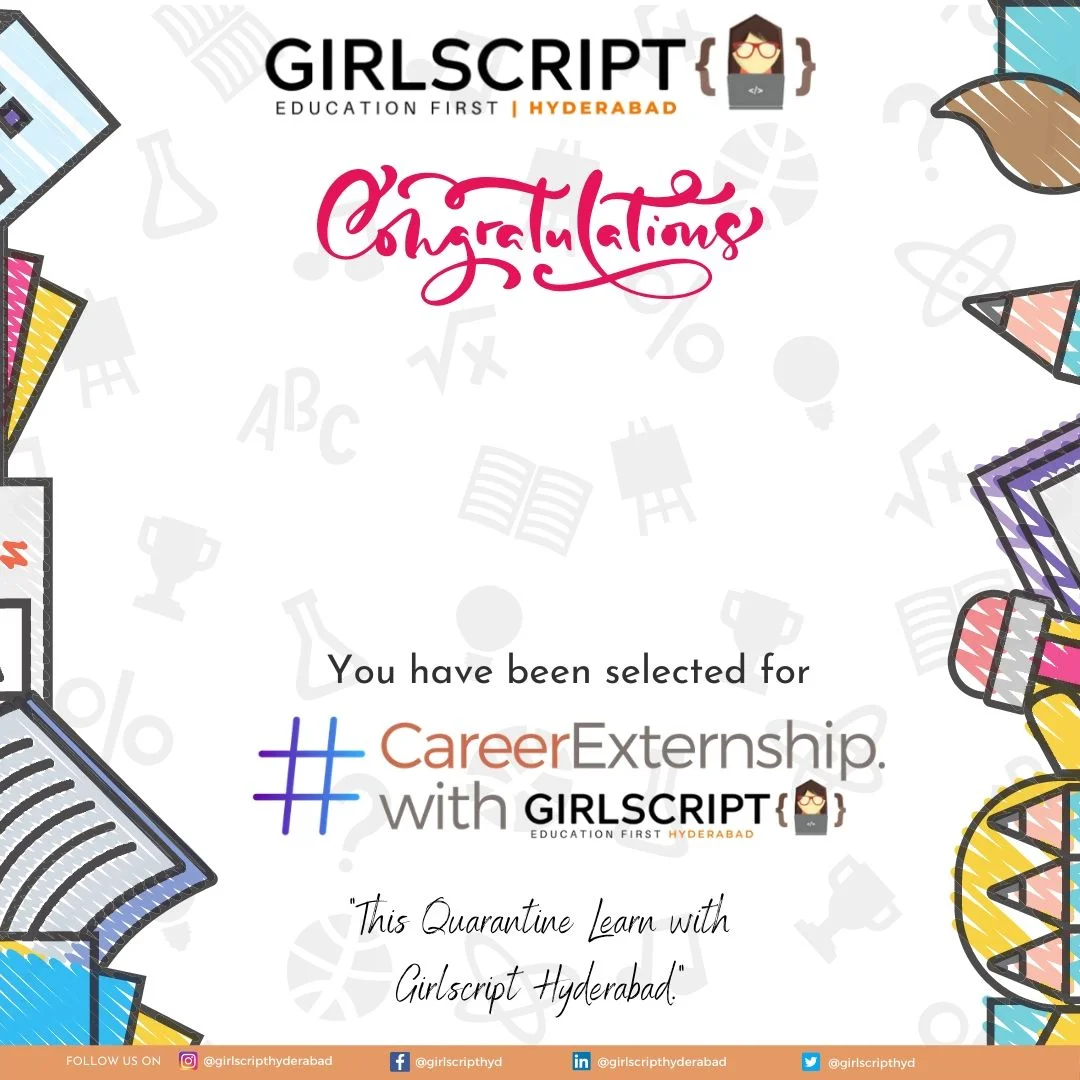 GIRLSCRIPT
EDUCATION FIRST | HYDERABAD
Congratulations
√x
%
ABC
√x
You have been selected for
#CareerExternship.
with GIRLSCRIPT
EDUCATION FIRST HYDERABAD
%
?
"This Quarantine Learn with
Girlscript Hyderabad."
FOLLOW US ON @girlscripthyderabad @girlscripthyd @girlscripthyderabad @girlscripthyd